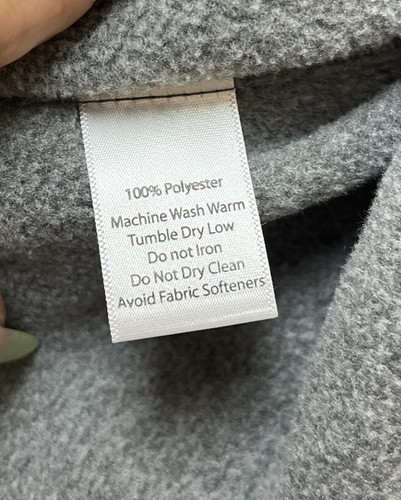 100% Polyester
Machine Wash Warm
Tumble Dry Low
Do not Iron
Do Not Dry Clean
Avoid Fabric Softeners